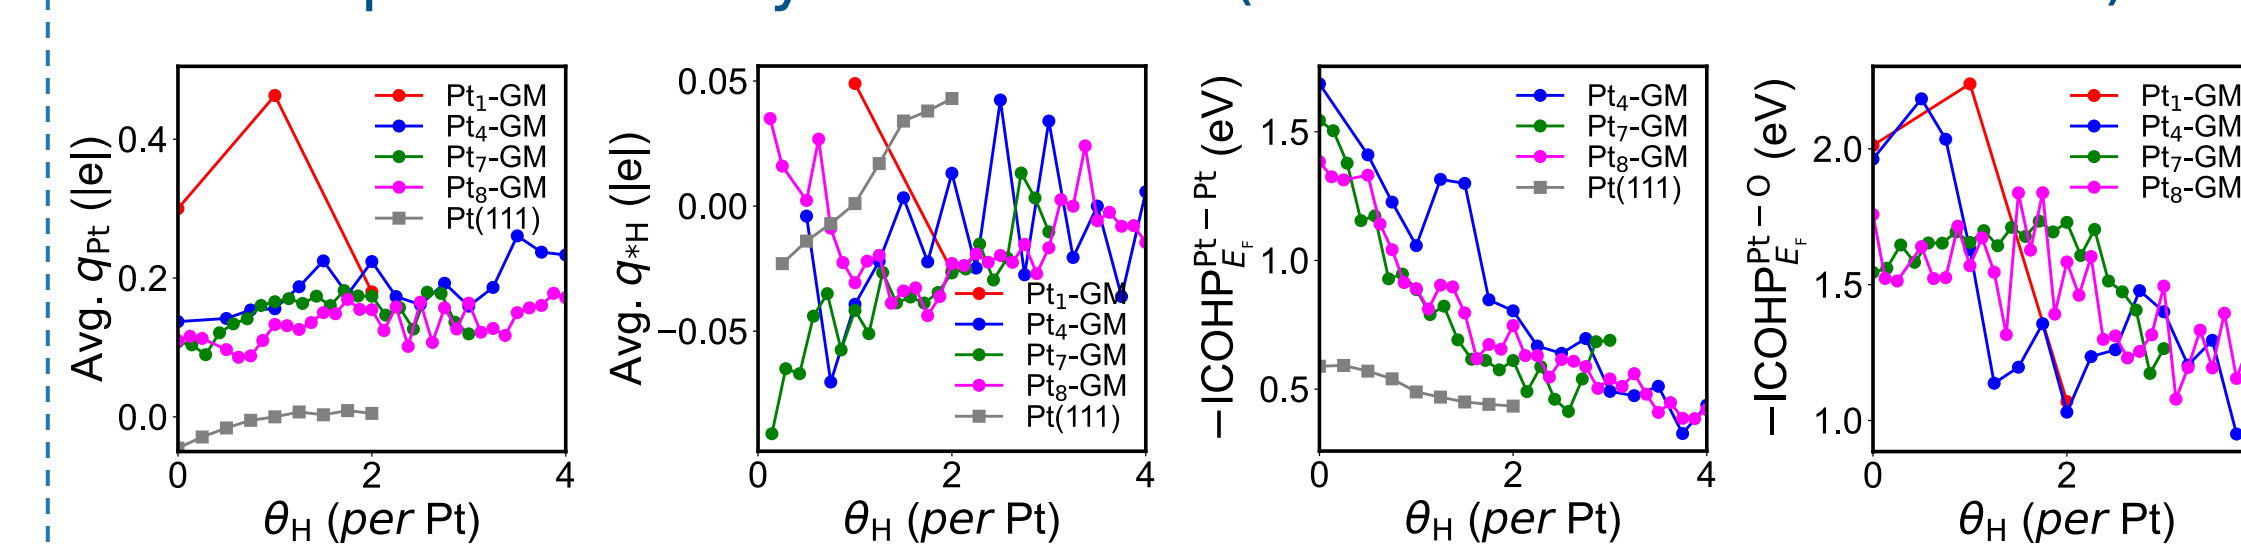 Avg. qPt (|e|)
0.4
0.2
0.0
Pt1-GM
Pt4-GM
Pt7-GM
Pt8-GM
Pt(111)
0 2 4
θH (per Pt)
Avg. q*H (|e|)
0.05
0.00
−0.05
Pt1-GM
Pt4-GM
Pt7-GM
Pt8-GM
Pt(111)
0 2 4
θH (per Pt)
−ICOHPPt−Pt EF (eV)
1.5
1.0
0.5
Pt4-GM
Pt7-GM
Pt8-GM
Pt(111)
0 2 4
θH (per Pt)
−ICOHPPt−O EF (eV)
2.0
1.5
1.0
Pt1-GM
Pt4-GM
Pt7-GM
Pt8-GM
0 2
θH (per Pt)